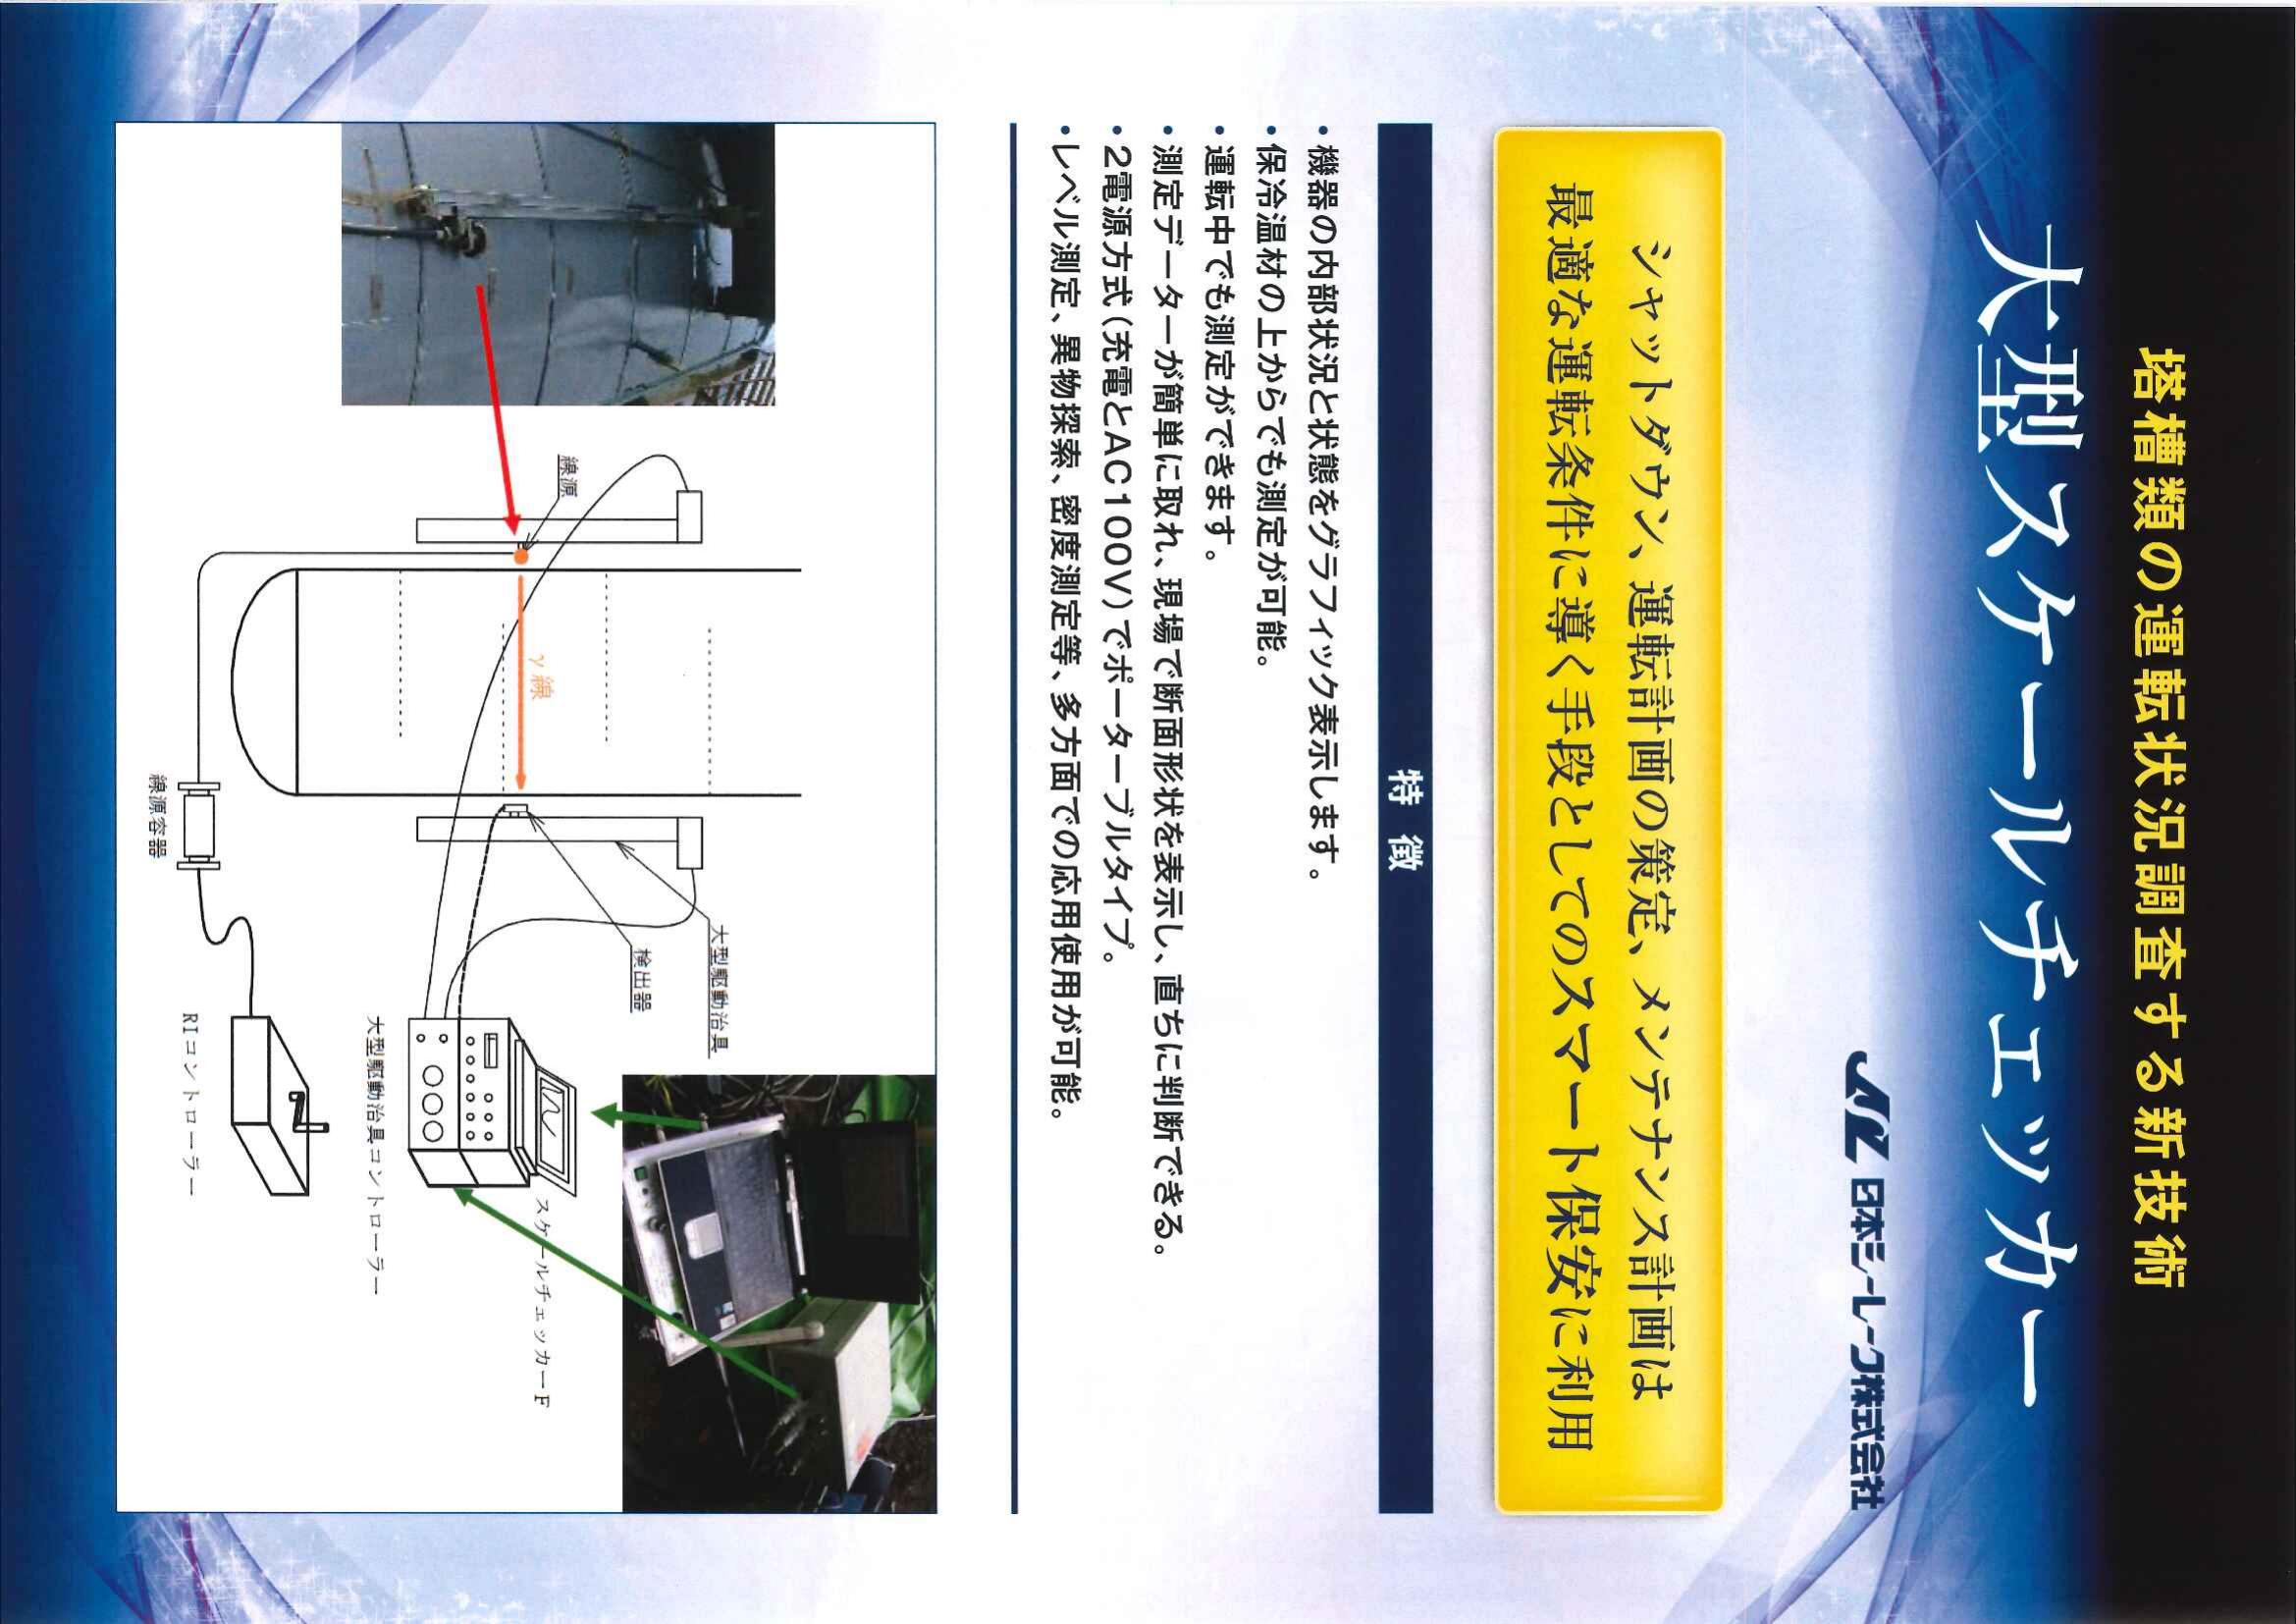 塔槽類の運転状況調査する新技術
大型スケールチェッカー
日本シーレーク株式会社
シャットダウン、運転計画の策定、メンテナンス計画は
最適な運転条件に導く手段としてのスマート保安に利用
特 徴
・機器の内部状況と状態をグラフィック表示します。
・保冷温材の上からでも測定が可能。
・運転中でも測定ができます。
・測定データーが簡単に取れ、現場で断面形状を表示し、直ちに判断できる。
・2電源方式(充電とAC100V)でポーターブルタイプ。
・レベル測定、異物探索、密度測定等、多方面での応用使用が可能。
大型駆動治具
検出器
線源
γ線
スケールチェッカーF
大型駆動治具コントローラー
RIコントローラー
線源容器